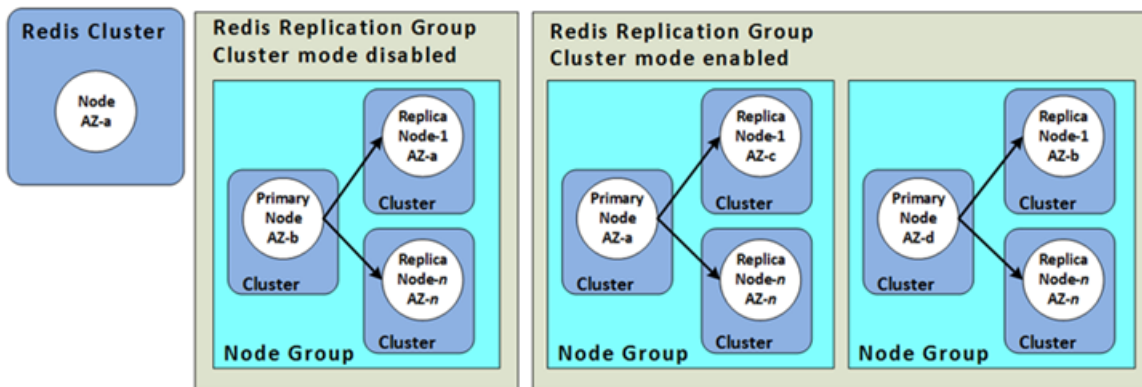 Redis Cluster
Node
AZ-a
Redis Replication Group
Cluster mode disabled
Replica
Node-1
AZ-a
Cluster
Primary
Node
AZ-b
Cluster
Replica
Node-n
AZ-n
Cluster
Node Group
Redis Replication Group
Cluster mode enabled
Replica
Node-1
AZ-c
Cluster
Primary
Node
AZ-a
Cluster
Replica
Node-n
AZ-n
Cluster
Node Group
Replica
Node-1
AZ-b
Cluster
Primary
Node
AZ-d
Cluster
Replica
Node-n
AZ-n
Cluster
Node Group